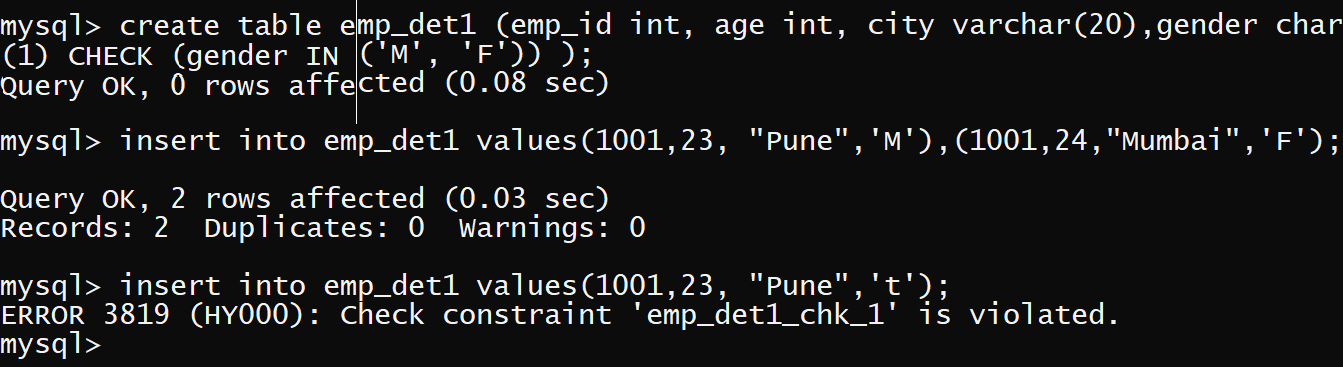 mysql> create table emp_det1 (emp_id int, age int, city varchar(20),gender char
(1) CHECK (gender IN ('M', 'F')) );
Query OK, 0 rows affected (0.08 sec)
mysql> insert into emp_det1 values(1001,23, "Pune",'M'),(1001,24,"Mumbai",'F');
Query OK, 2 rows affected (0.03 sec)
Records: 2  Duplicates: 0  Warnings: 0
mysql> insert into emp_det1 values(1001,23, "Pune",'t');
ERROR 3819 (HY000): Check constraint 'emp_det1_chk_1' is violated.
mysql>